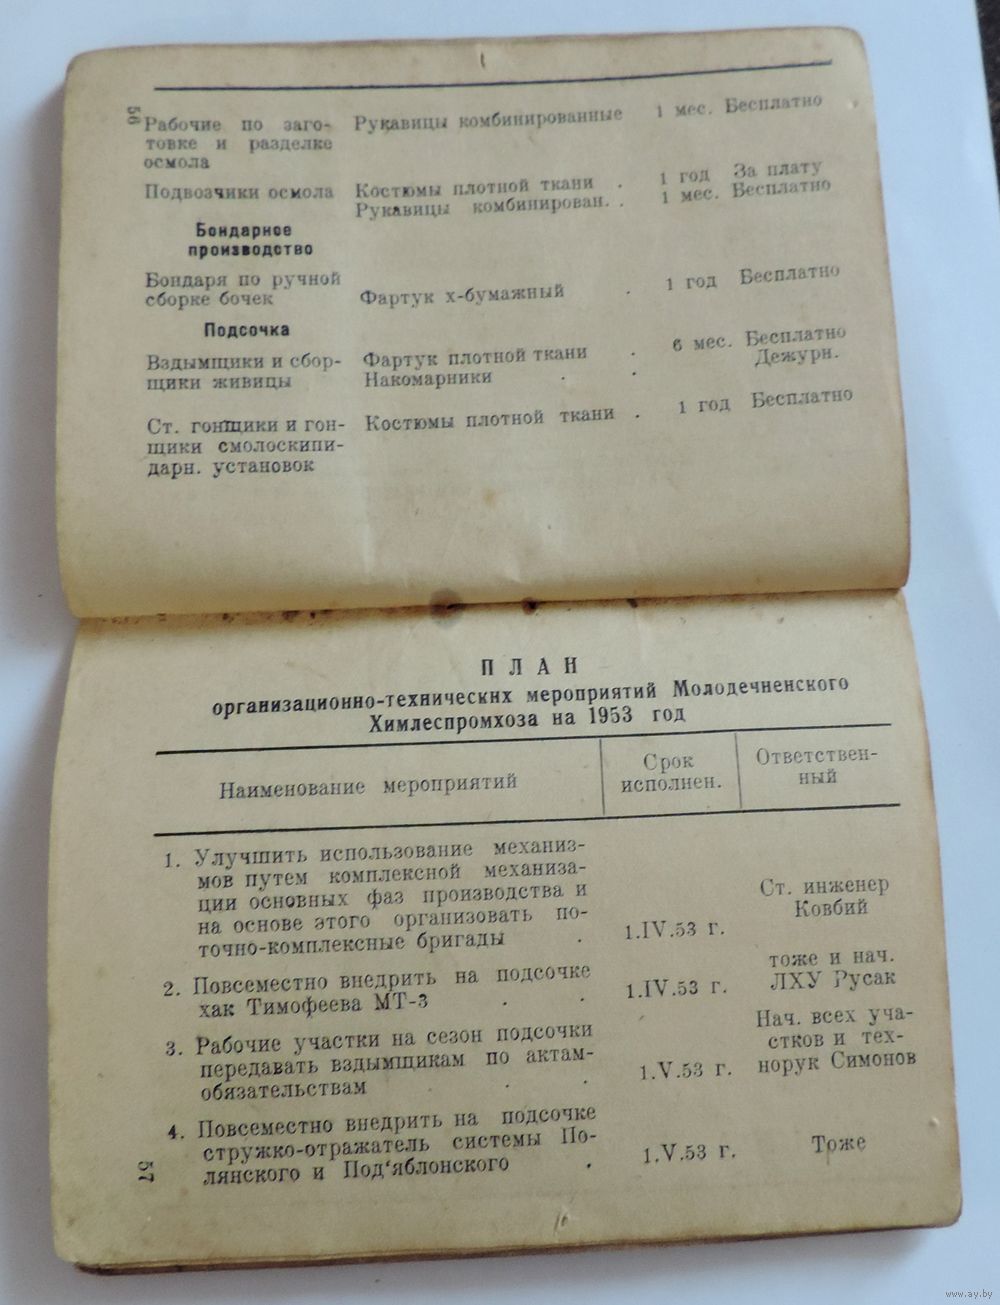 56
Рабочие по заго- Рукавицы комбинированные 1 мес. Бесплатно
товке и разделке
осмола
Подвозчики осмола Костюмы плотной ткани . 1 год За плату
Рукавицы комбинирован. . 1 мес. Бесплатно
Бондарное
производство
Бондаря по ручной
сборке бочек Фартук х-бумажный . 1 год Бесплатно
Подсочка
Вздымщики и сбор- Фартук плотной ткани . 6 мес. Бесплатно
щики живицы Накомарники . . Дежурн.
Ст. гонщики и гон- Костюмы плотной ткани . 1 год Бесплатно
щики смолоскипи-
дарн. установок
ПЛАН
организационно-технических мероприятий Молодечненского
Химлеспромхоза на 1953 год
Наименование мероприятий Срок исполнен. Ответствен-ный
1. Улучшить использование механиз-
мов путем комплексной механиза-
ции основных фаз производства и Ст. инженер
на основе этого организовать по- Ковбий
точно-комплексные бригады . 1.IV.53 г.
2. Повсеместно внедрить на подсочке тоже и нач.
хак Тимофеева МТ-3 . . 1.IV.53 г. ЛХУ Русак
3. Рабочие участки на сезон подсочки Нач. всех уча-
передавать вздымщикам по актам- стков и тех-
обязательствам . . 1.V.53 г. норук Симонов
4. Повсеместно внедрить на подсочке
стружко-отражатель системы По-
лянского и Под'яблонского . 1.V.53 г. Тоже
57
www.ay.by